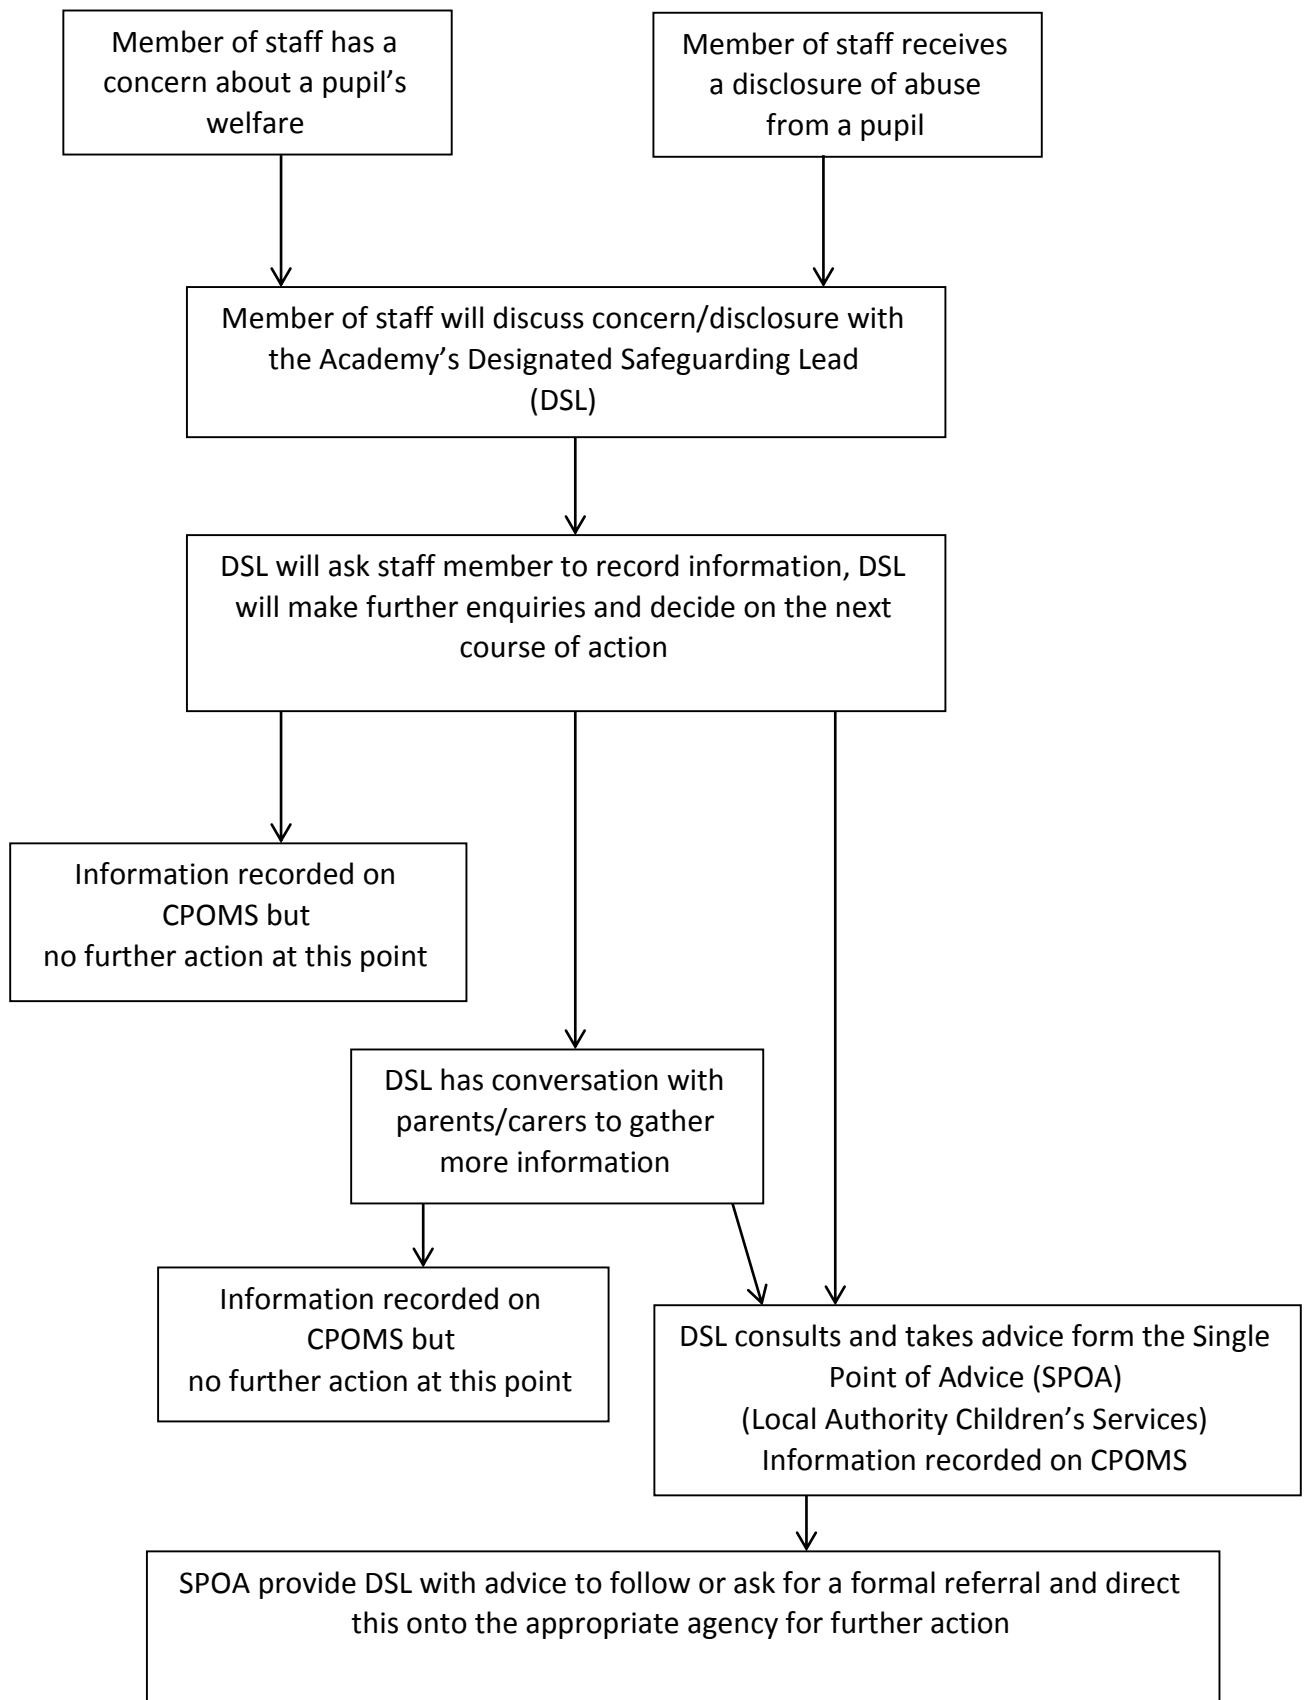 Member of staff has a
concern about a pupil’s
welfare
Member of staff receives
a disclosure of abuse
from a pupil
Member of staff will discuss concern/disclosure with
the Academy’s Designated Safeguarding Lead
(DSL)
DSL will ask staff member to record information, DSL
will make further enquiries and decide on the next
course of action
Information recorded on
CPOMS but
no further action at this point
DSL has conversation with
parents/carers to gather
more information
Information recorded on
CPOMS but
no further action at this point
DSL consults and takes advice form the Single
Point of Advice (SPOA)
(Local Authority Children’s Services)
Information recorded on CPOMS
SPOA provide DSL with advice to follow or ask for a formal referral and direct
this onto the appropriate agency for further action